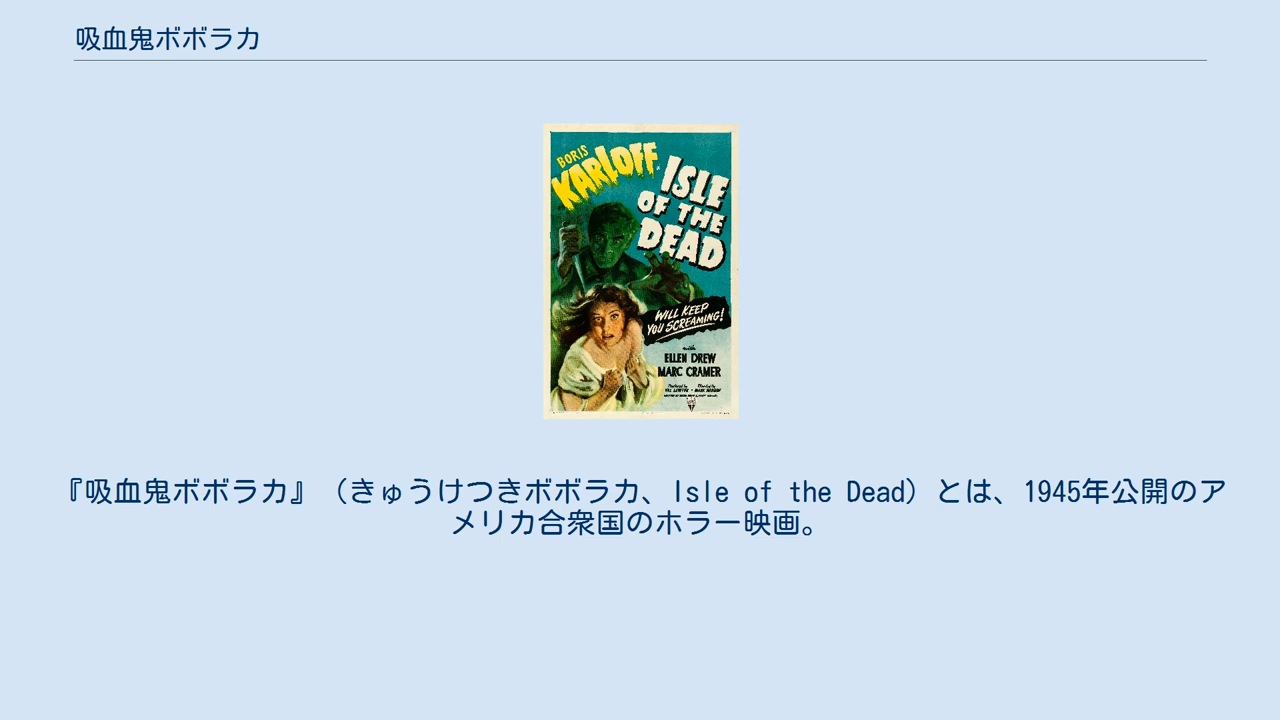 吸血鬼ボボラカ
BORIS
KARLOFF
ISLE
OF THE
DEAD
WILL KEEP
YOU SCREAMING!
with
ELLEN DREW
MARC CRAMER
『吸血鬼ボボラカ』（きゅうけつきボボラカ、Isle of the Dead）とは、1945年公開のア
メリカ合衆国のホラー映画。